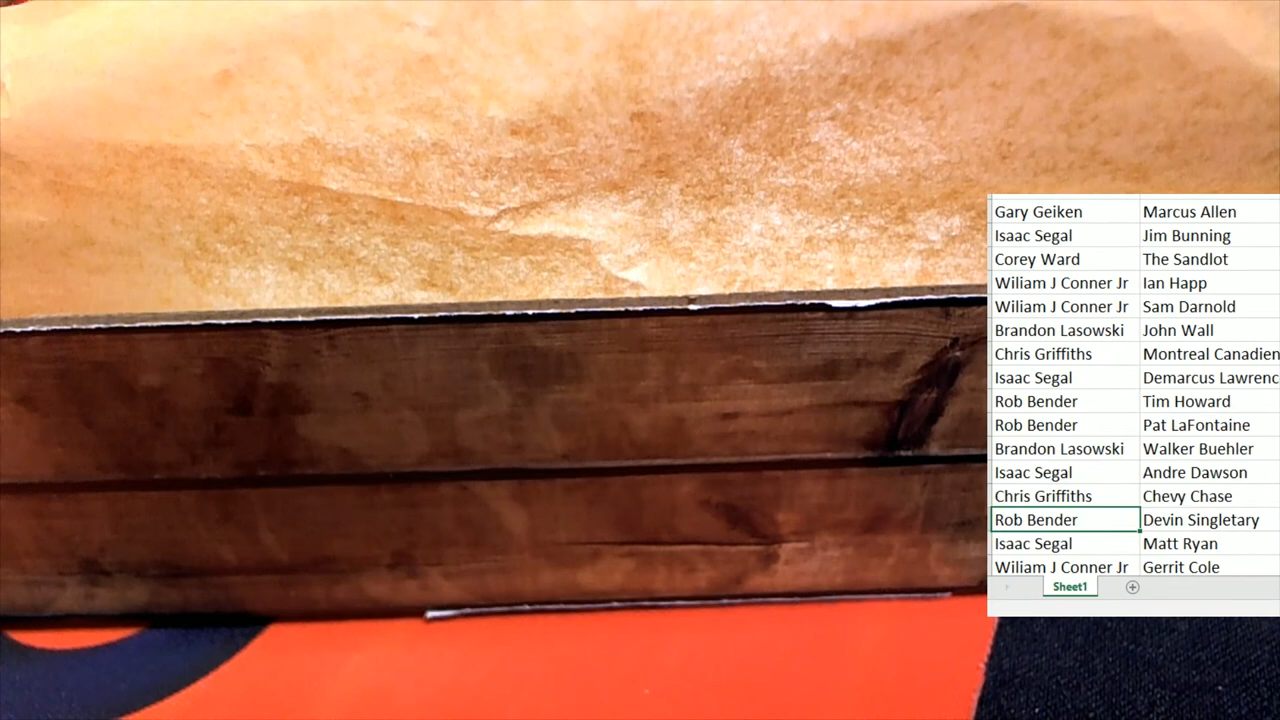 Gary Geiken Marcus Allen
Isaac Segal Jim Bunning
Corey Ward The Sandlot
Wiliam J Conner Jr Ian Happ
Wiliam J Conner Jr Sam Darnold
Brandon Lasowski John Wall
Chris Griffiths Montreal Canadien
Isaac Segal Demarcus Lawrenc
Rob Bender Tim Howard
Rob Bender Pat LaFontaine
Brandon Lasowski Walker Buehler
Isaac Segal Andre Dawson
Chris Griffiths Chevy Chase
Rob Bender Devin Singletary
Isaac Segal Matt Ryan
Wiliam J Conner Jr Gerrit Cole
Sheet1